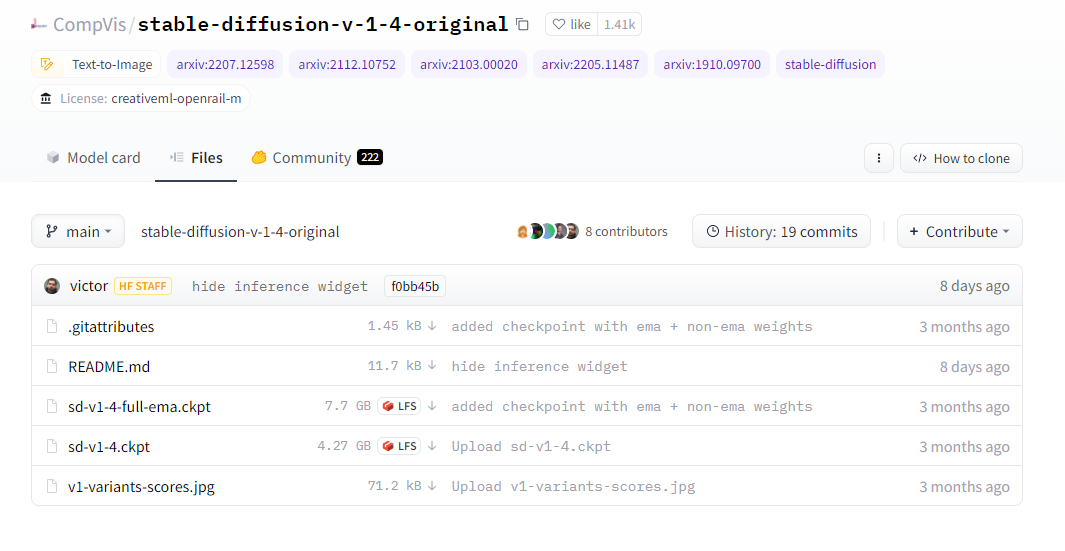 CompVis/stable-diffusion-v-1-4-original like 1.41k
Text-to-Image arxiv:2207.12598 arxiv:2112.10752 arxiv:2103.00020 arxiv:2205.11487 arxiv:1910.09700 stable-diffusion
License: creativeml-openrail-m
Model card Files Community 222 How to clone
main stable-diffusion-v-1-4-original 8 contributors History: 19 commits + Contribute
victor HF STAFF hide inference widget f0bb45b 8 days ago
.gitattributes 1.45 kB ↓ added checkpoint with ema + non-ema weights 3 months ago
README.md 11.7 kB ↓ hide inference widget 8 days ago
sd-v1-4-full-ema.ckpt 7.7 GB LFS ↓ added checkpoint with ema + non-ema weights 3 months ago
sd-v1-4.ckpt 4.27 GB LFS ↓ Upload sd-v1-4.ckpt 3 months ago
v1-variants-scores.jpg 71.2 kB ↓ Upload v1-variants-scores.jpg 3 months ago